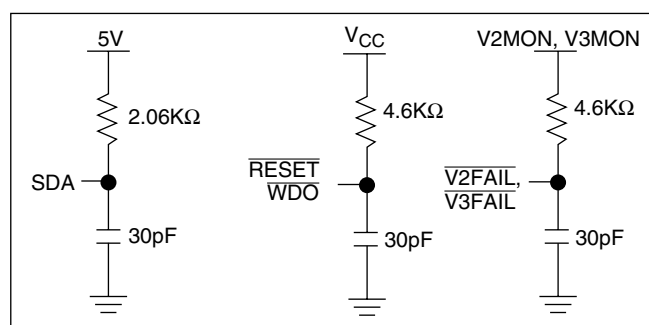 5V
2.06KΩ
SDA
30pF
VCC
4.6KΩ
RESET
WDO
30pF
V2MON, V3MON
4.6KΩ
V2FAIL,
V3FAIL
30pF